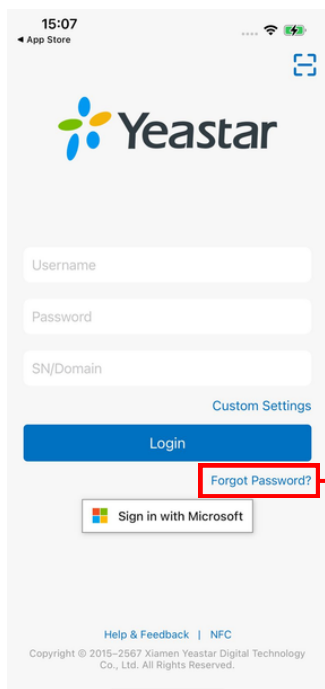 15:07
◀ App Store
Yeastar
Username
Password
SN/Domain
Custom Settings
Login
Forgot Password?
Sign in with Microsoft
Help & Feedback | NFC
Copyright © 2015–2567 Xiamen Yeastar Digital Technology
Co., Ltd. All Rights Reserved.